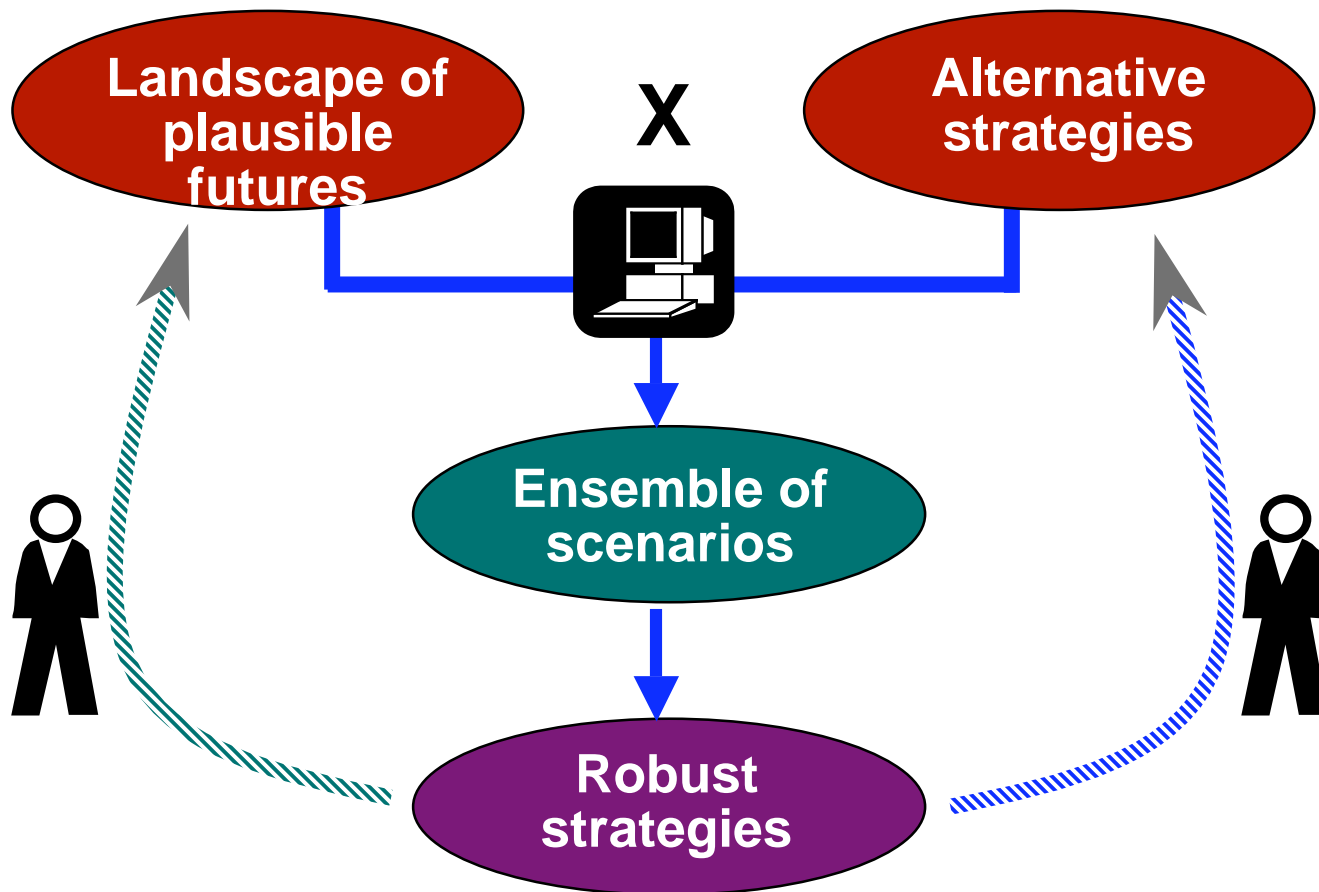 Landscape of
plausible
futures
X
Alternative
strategies
Ensemble of
scenarios
Robust
strategies